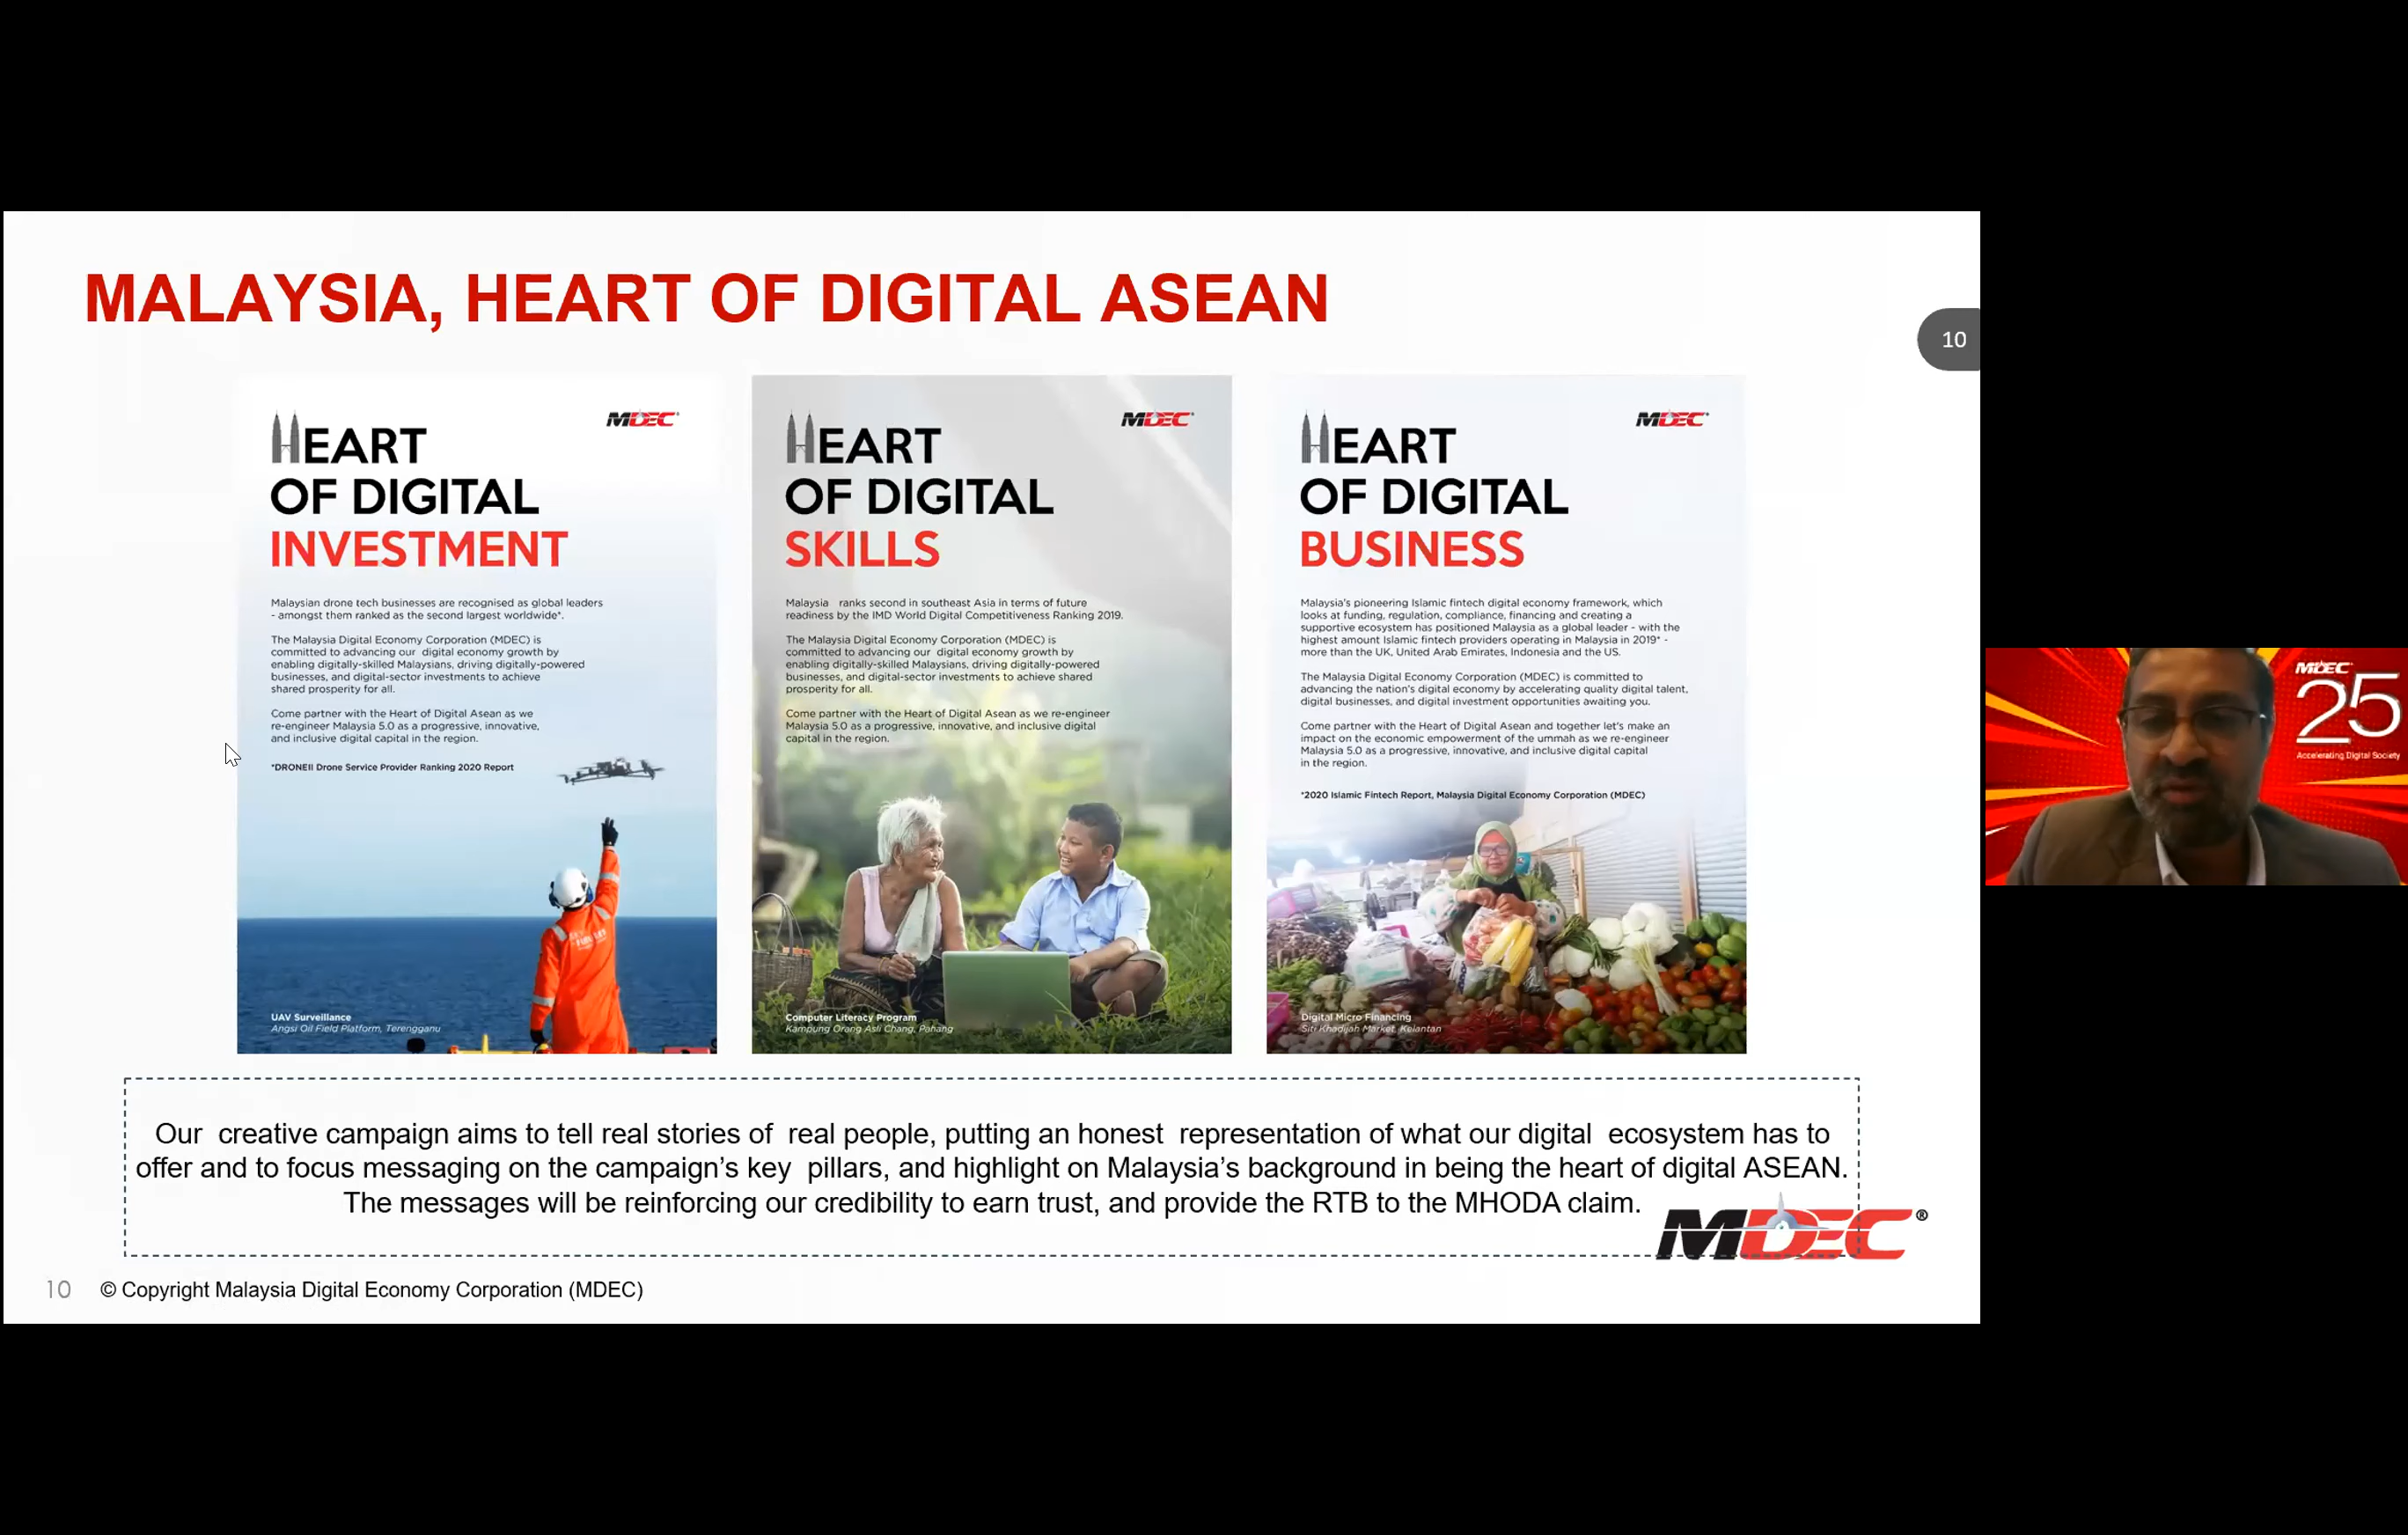 MALAYSIA, HEART OF DIGITAL ASEAN
10
MDEC
HEART
OF DIGITAL
INVESTMENT
Malaysian drone tech businesses are recognised as global leaders
- amongst them ranked as the second largest worldwide*.
The Malaysia Digital Economy Corporation (MDEC) is
committed to advancing our digital economy growth by
enabling digitally-skilled Malaysians, driving digitally-powered
businesses, and digital-sector investments to achieve
shared prosperity for all.
Come partner with the Heart of Digital Asean as we
re-engineer Malaysia 5.0 as a progressive, innovative,
and inclusive digital capital in the region.
*DRONEII Drone Service Provider Ranking 2020 Report
UAV Surveillance
Angsi Oil Field Platform, Terengganu
MDEC
HEART
OF DIGITAL
SKILLS
Malaysia ranks second in southeast Asia in terms of future
readiness by the IMD World Digital Competitiveness Ranking 2019.
The Malaysia Digital Economy Corporation (MDEC) is
committed to advancing our digital economy growth by
enabling digitally-skilled Malaysians, driving digitally-powered
businesses, and digital-sector investments to achieve shared
prosperity for all.
Come partner with the Heart of Digital Asean as we re-engineer
Malaysia 5.0 as a progressive, innovative, and inclusive digital
capital in the region.
Computer Literacy Program
Kampung Orang Asli Chang, Pahang
MDEC
HEART
OF DIGITAL
BUSINESS
Malaysia's pioneering Islamic fintech digital economy framework, which
looks at funding, regulation, compliance, financing and creating a
supportive ecosystem has positioned Malaysia as a global leader - with the
highest amount Islamic fintech providers operating in Malaysia in 2019* -
more than the UK, United Arab Emirates, Indonesia and the US.
The Malaysia Digital Economy Corporation (MDEC) is committed to
advancing the nation's digital economy by accelerating quality digital talent,
digital businesses, and digital investment opportunities awaiting you.
Come partner with the Heart of Digital Asean and together let's make an
impact on the economic empowerment of the ummah as we re-engineer
Malaysia 5.0 as a progressive, innovative, and inclusive digital capital
in the region.
*2020 Islamic Fintech Report, Malaysia Digital Economy Corporation (MDEC)
Digital Micro Financing
Siti Khadijah Market, Kelantan
Our creative campaign aims to tell real stories of real people, putting an honest representation of what our digital ecosystem has to
offer and to focus messaging on the campaign's key pillars, and highlight on Malaysia's background in being the heart of digital ASEAN.
The messages will be reinforcing our credibility to earn trust, and provide the RTB to the MHODA claim.
MDEC®
10 © Copyright Malaysia Digital Economy Corporation (MDEC)
MDEC
25
Accelerating Digital Society